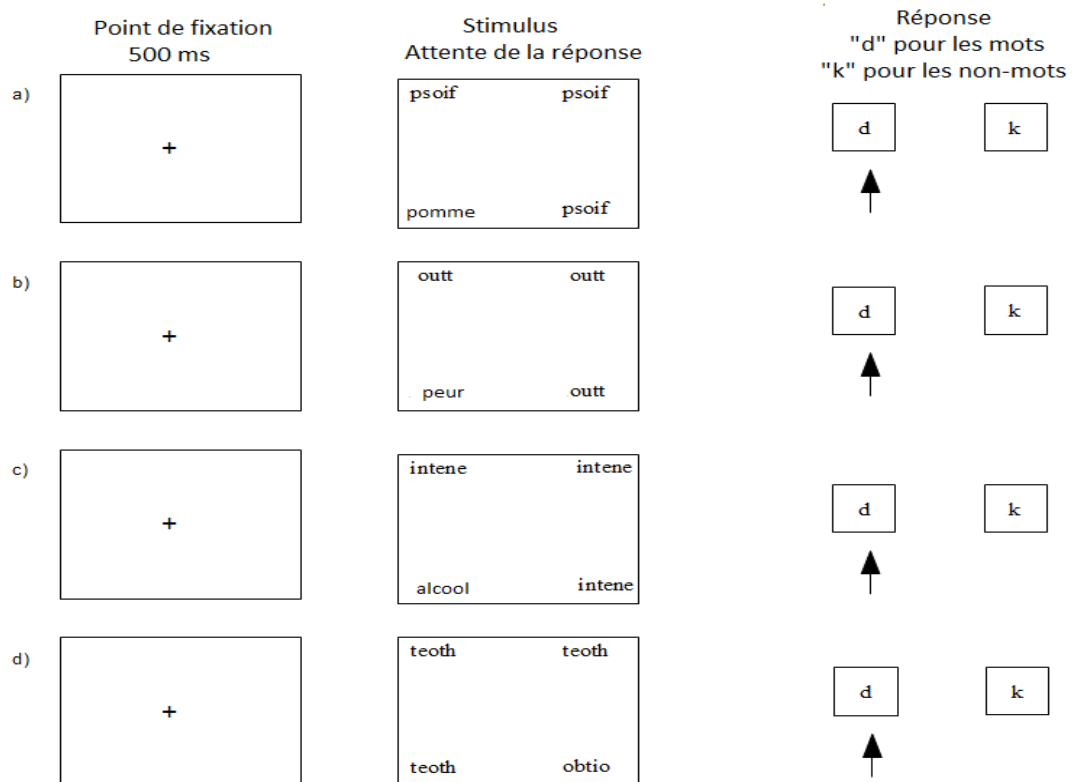 Point de fixation
500 ms
Stimulus
Attente de la réponse
Réponse
"d" pour les mots
"k" pour les non-mots
a)
+
psoif psoif
pomme psoif
d k
b)
+
outt outt
peur outt
d k
c)
+
intene intene
alcool intene
d k
d)
+
teoth teoth
teoth obtio
d k